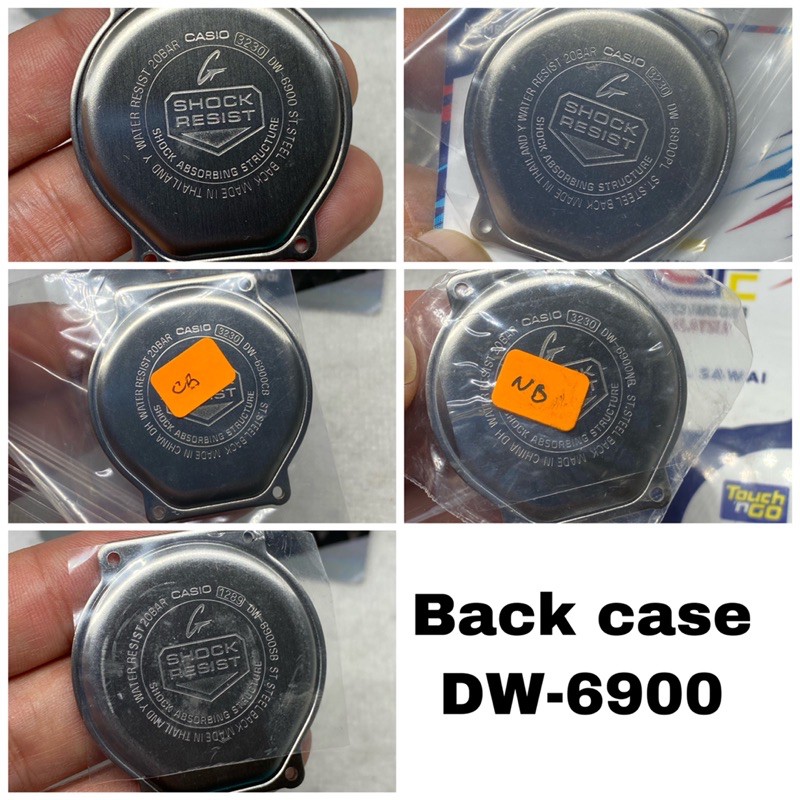 WATER RESIST 20BAR CASIO 3230 DW-6900 ST.STEEL BACK MADE IN THAILAND Y
G
SHOCK
RESIST
SHOCK ABSORBING STRUCTURE
WATER RESIST 20BAR CASIO 3230 DW-6900PL ST.STEEL BACK MADE IN THAILAND Y
G
SHOCK
RESIST
SHOCK ABSORBING STRUCTURE
WATER RESIST 20BAR CASIO 3230 DW-6900CB ST.STEEL BACK MADE IN CHINA DH
CB
SHOCK ABSORBING STRUCTURE
CASIO 3230 DW-6900NB ST.STEEL BACK MADE IN CHINA DH
G
NB
SHOCK ABSORBING STRUCTURE
SAWAI
Touch
'nGO
WATER RESIST 20BAR CASIO 1289 DW-6900SB ST.STEEL BACK MADE IN THAILAND Y
G
SHOCK
RESIST
SHOCK ABSORBING STRUCTURE
Back case
DW-6900